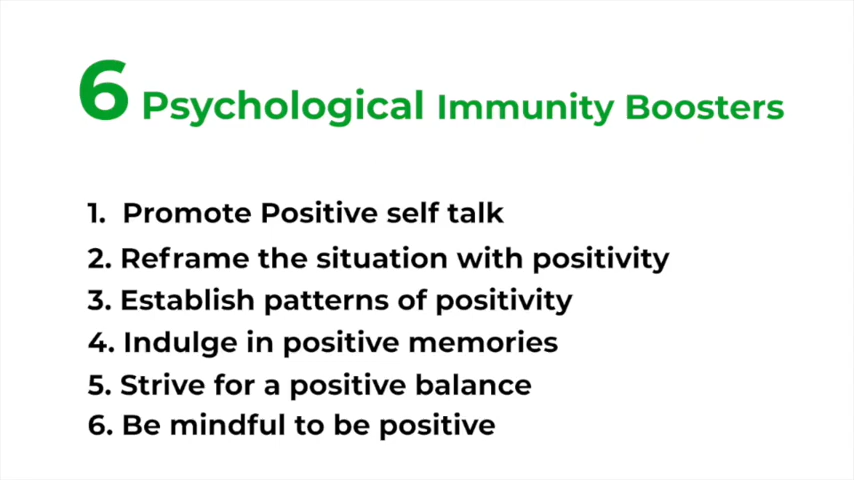 6 Psychological Immunity Boosters
1. Promote Positive self talk
2. Reframe the situation with positivity
3. Establish patterns of positivity
4. Indulge in positive memories
5. Strive for a positive balance
6. Be mindful to be positive